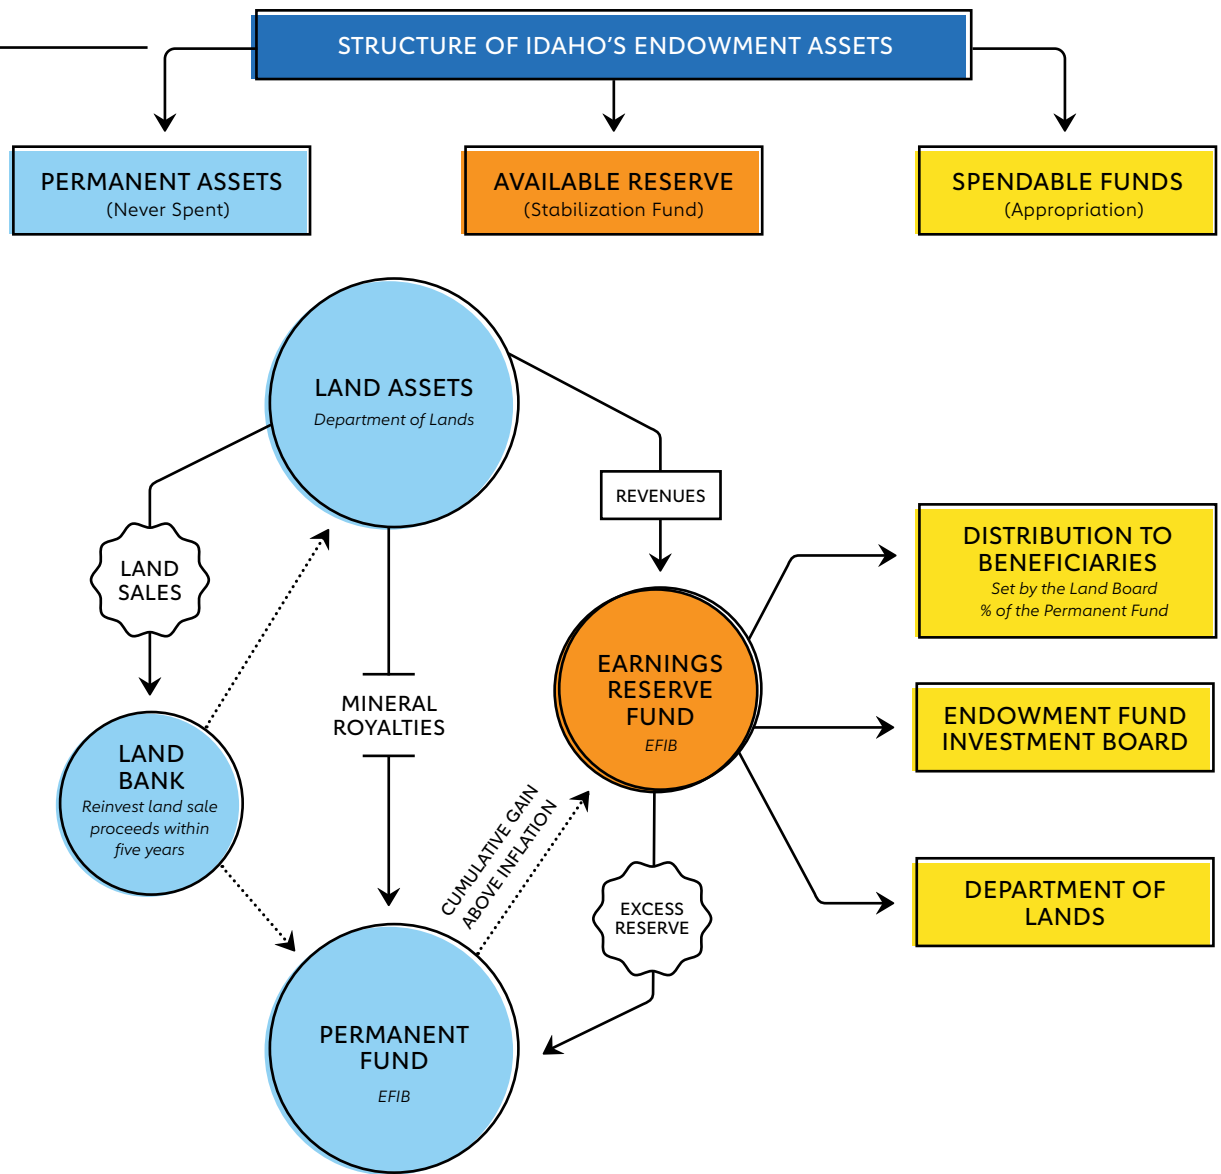 STRUCTURE OF IDAHO’S ENDOWMENT ASSETS
PERMANENT ASSETS
(Never Spent)
AVAILABLE RESERVE
(Stabilization Fund)
SPENDABLE FUNDS
(Appropriation)
LAND ASSETS
Department of Lands
REVENUES
LAND
SALES
DISTRIBUTION TO
BENEFICIARIES
Set by the Land Board
% of the Permanent Fund
EARNINGS
RESERVE
FUND
EFIB
MINERAL
ROYALTIES
ENDOWMENT FUND
INVESTMENT BOARD
LAND
BANK
Reinvest land sale
proceeds within
five years
CUMULATIVE GAIN
ABOVE INFLATION
EXCESS
RESERVE
DEPARTMENT OF
LANDS
PERMANENT
FUND
EFIB